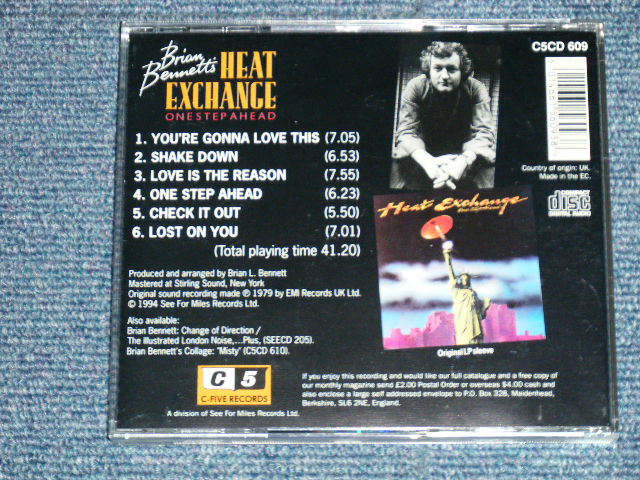 Brian Bennett's HEAT
EXCHANGE
ONE STEP AHEAD
1. YOU'RE GONNA LOVE THIS (7.05)
2. SHAKE DOWN (6.53)
3. LOVE IS THE REASON (7.55)
4. ONE STEP AHEAD (6.23)
5. CHECK IT OUT (5.50)
6. LOST ON YOU (7.01)
(Total playing time 41.20)
Produced and arranged by Brian L. Bennett
Mastered at Stirling Sound, New York
Original sound recording made ℗ 1979 by EMI Records UK Ltd.
© 1994 See For Miles Records Ltd.
Also available:
Brian Bennett: Change of Direction /
The Illustrated London Noise,...Plus, (SEECD 205).
Brian Bennett's Collage: "Misty" (C5CD 610).
C 5
C-FIVE RECORDS
A division of See For Miles Records Ltd.
C5CD 609
Country of origin: UK.
Made in the EC.
COMPACT
disc
DIGITAL AUDIO
Heat Exchange
Original LP sleeve
If you enjoy this recording and would like our full catalogue and a free copy of
our monthly magazine send £2.00 Postal Order or overseas $4.00 cash and
also enclose a large self addressed envelope to P.O. Box 328, Maidenhead,
Berkshire, SL6 2NE, England.